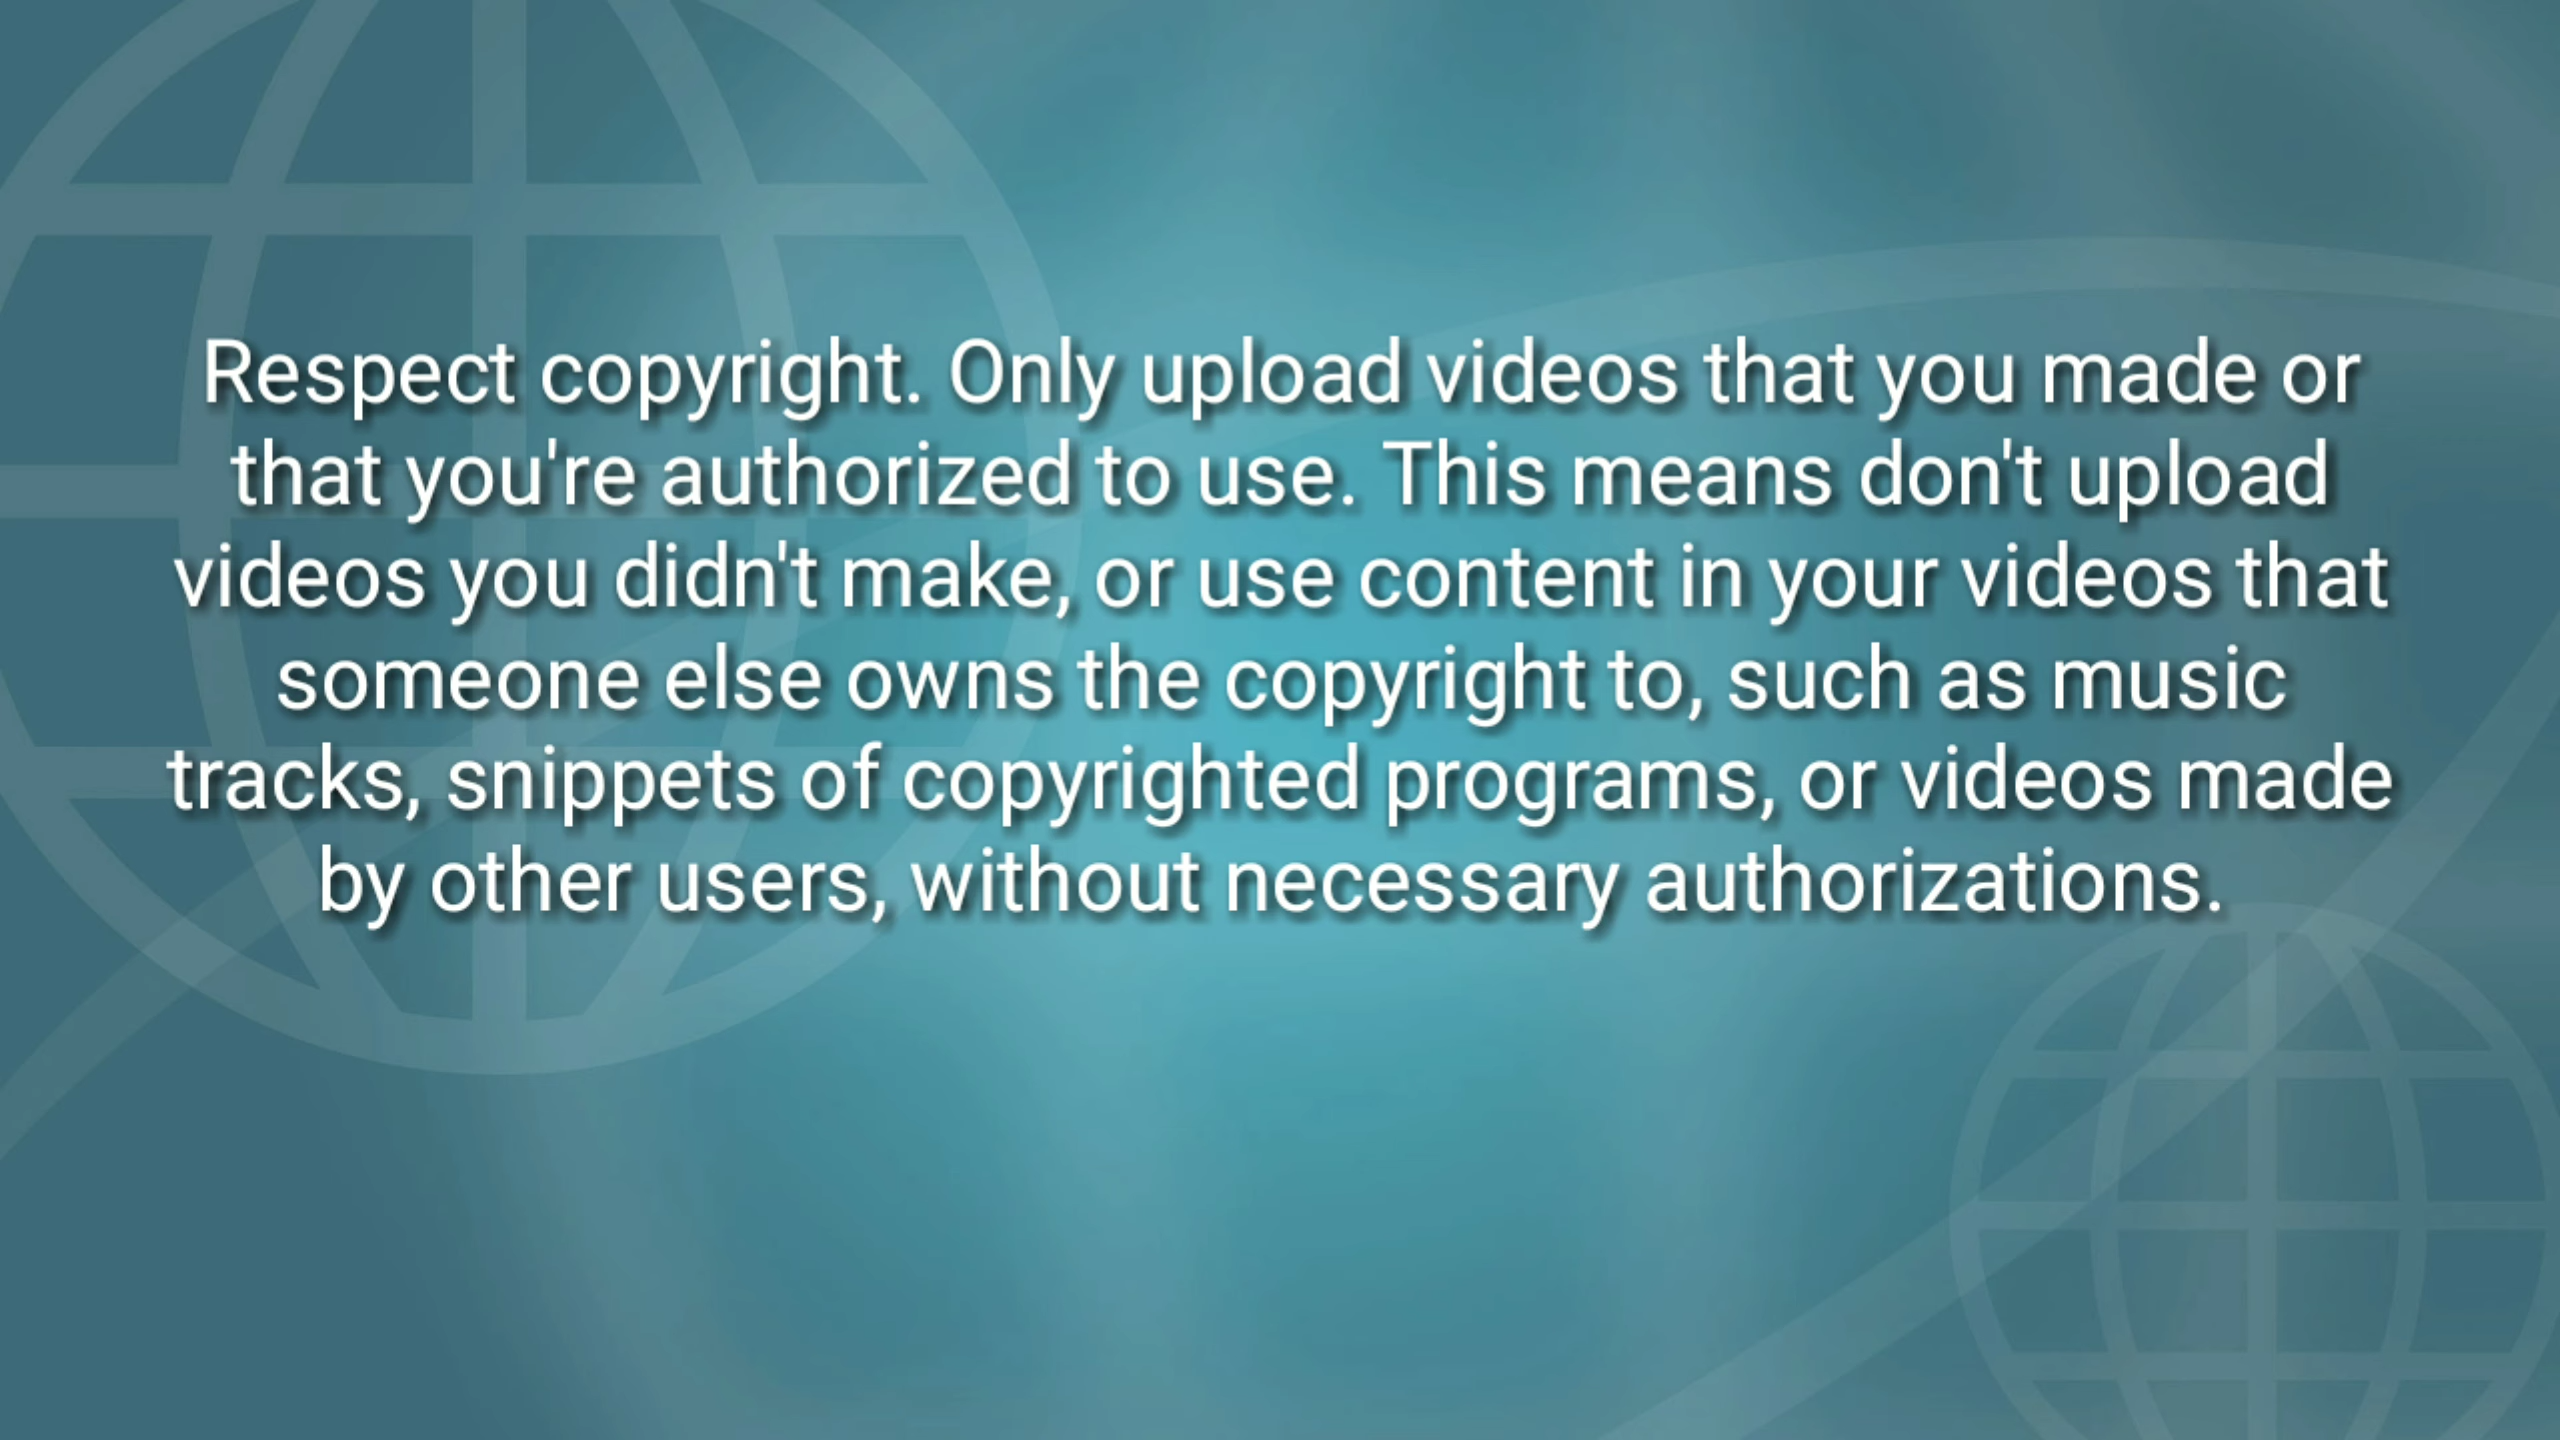 Respect copyright. Only upload videos that you made or
that you're authorized to use. This means don't upload
videos you didn't make, or use content in your videos that
someone else owns the copyright to, such as music
tracks, snippets of copyrighted programs, or videos made
by other users, without necessary authorizations.